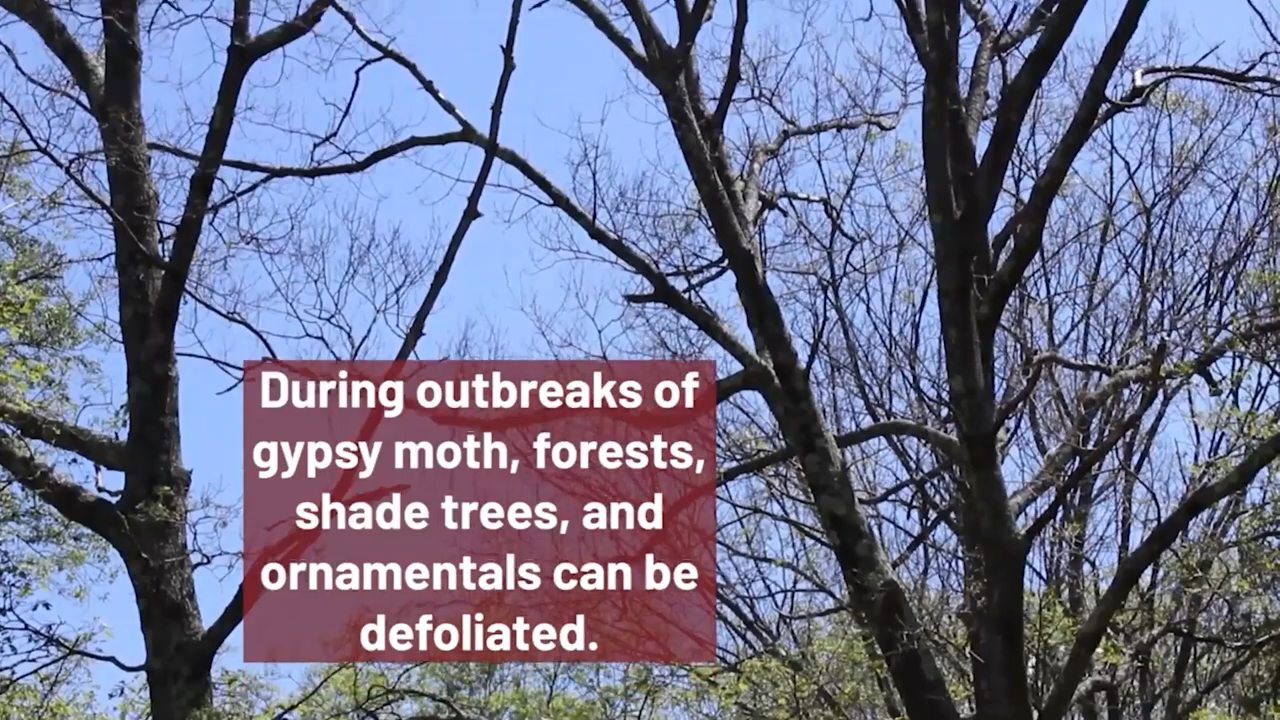 During outbreaks of
gypsy moth, forests,
shade trees, and
ornamentals can be
defoliated.